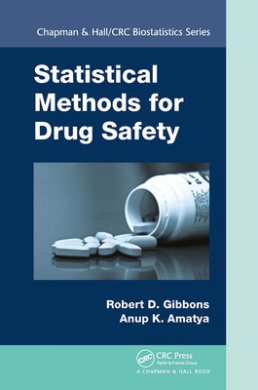 Chapman & Hall/CRC Biostatistics Series
Statistical
Methods for
Drug Safety
Robert D. Gibbons
Anup K. Amatya
CRC Press
Taylor & Francis Group
A CHAPMAN & HALL BOOK